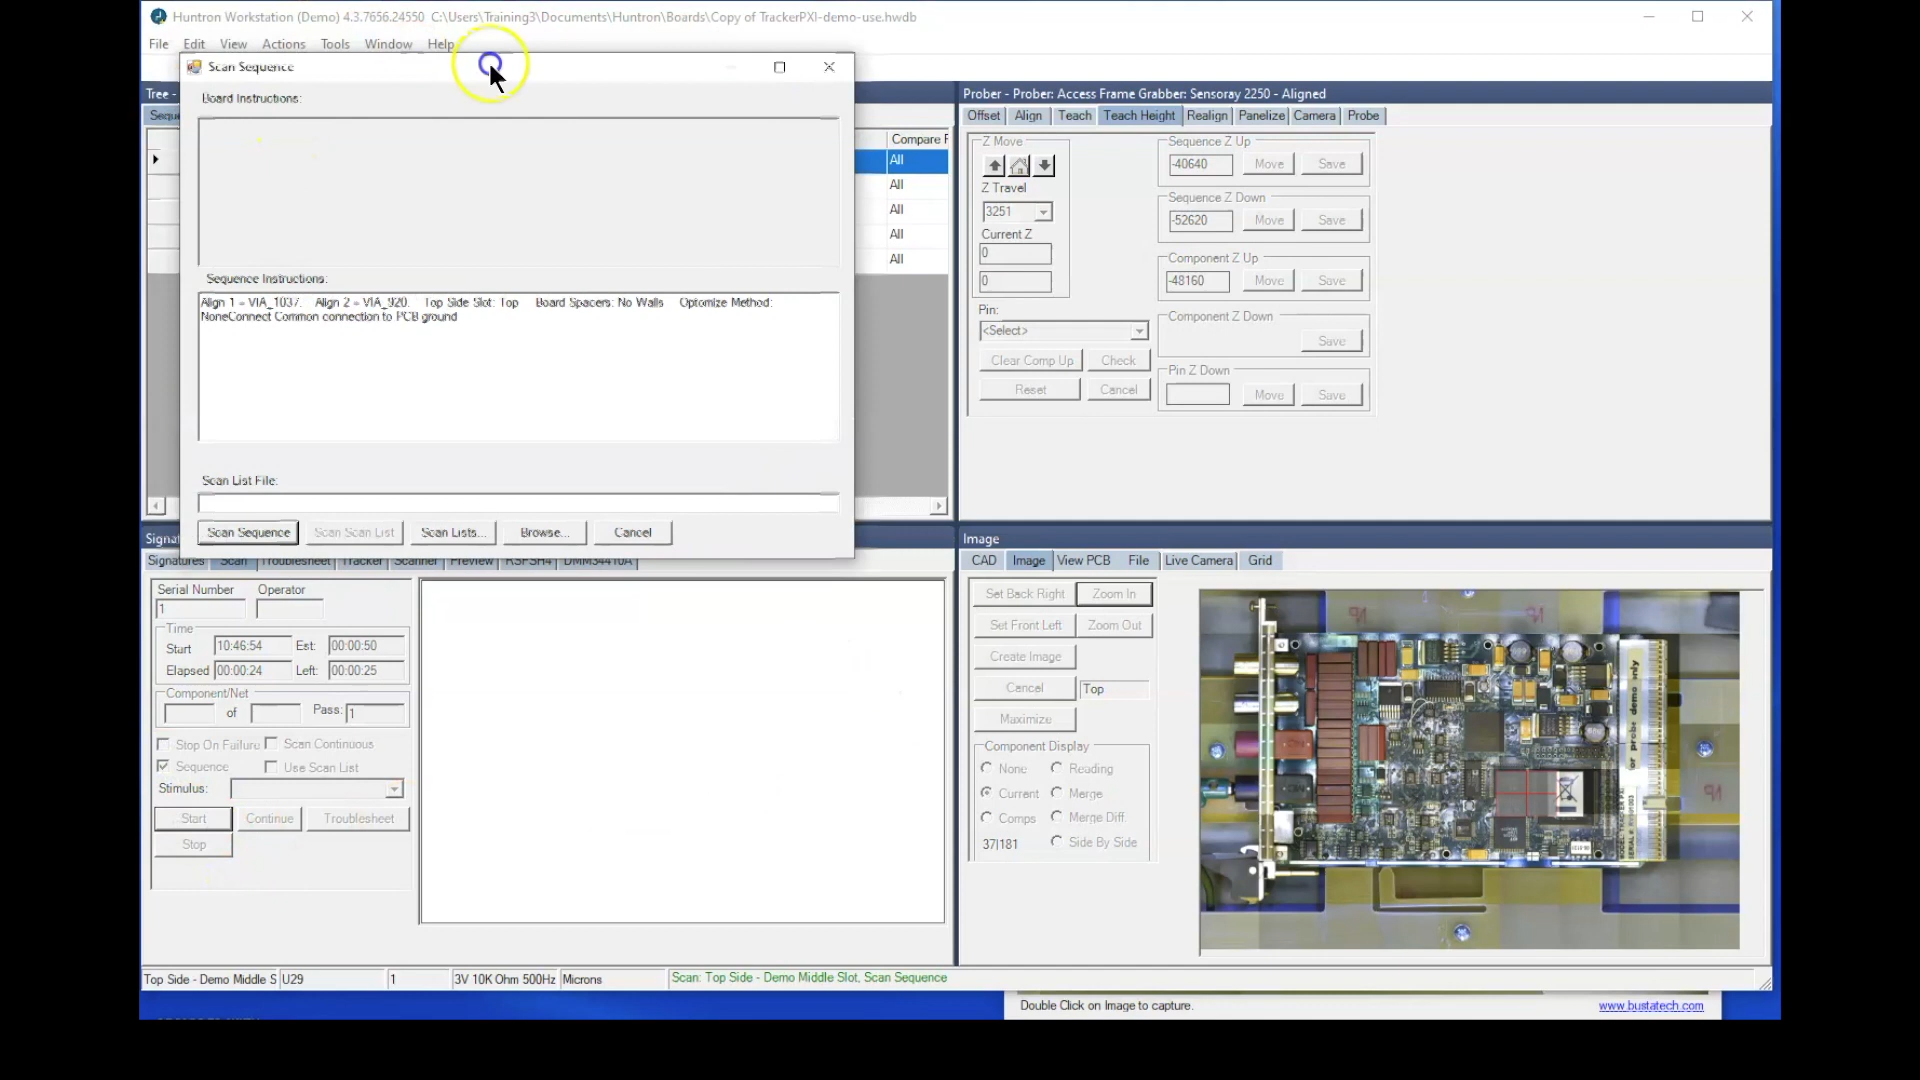 Huntron Workstation (Demo) 4.3.7656.24550 C:\Users\Training3\Documents\Huntron\Boards\Copy of TrackerPXI-demo-use.hwdb
File Edit View Actions Tools Window Help
Scan Sequence
Board Instructions:
Sequence Instructions:
Align 1 = VIA_1037. Align 2 = VIA_920. Top Side Slot: Top Board Spacers: No Walls Optomize Method:
NoneConnect Common connection to PCB ground
Scan List File:
Scan Sequence Scan Scan List Scan Lists... Browse... Cancel
Tree -
Seque
Compare F
All
All
All
All
All
Prober - Prober: Access Frame Grabber: Sensoray 2250 - Aligned
Offset Align Teach Teach Height Realign Panelize Camera Probe
Z Move
Z Travel
3251
Current Z
0
0
Pin:
<Select>
Clear Comp Up Check
Reset Cancel
Sequence Z Up
-40640 Move Save
Sequence Z Down
-52620 Move Save
Component Z Up
-48160 Move Save
Component Z Down
Save
Pin Z Down
Move Save
Signat
Signatures Scan Troubleshoot Tracker Scanner Preview RSFSH4 DMM34410A
Serial Number Operator
1
Time
Start 10:46:54 Est: 00:00:50
Elapsed 00:00:24 Left: 00:00:25
Component/Net
of Pass: 1
Stop On Failure Scan Continuous
Sequence Use Scan List
Stimulus:
Start Continue Troublesheet
Stop
Image
CAD Image View PCB File Live Camera Grid
Set Back Right Zoom In
Set Front Left Zoom Out
Create Image
Cancel Top
Maximize
Component Display
None Reading
Current Merge
Comps Merge Diff.
37|181 Side By Side
or probe demo only
Top Side - Demo Middle S U29 1 3V 10K Ohm 500Hz Microns Scan: Top Side - Demo Middle Slot, Scan Sequence
Double Click on Image to capture. www.bustatech.com